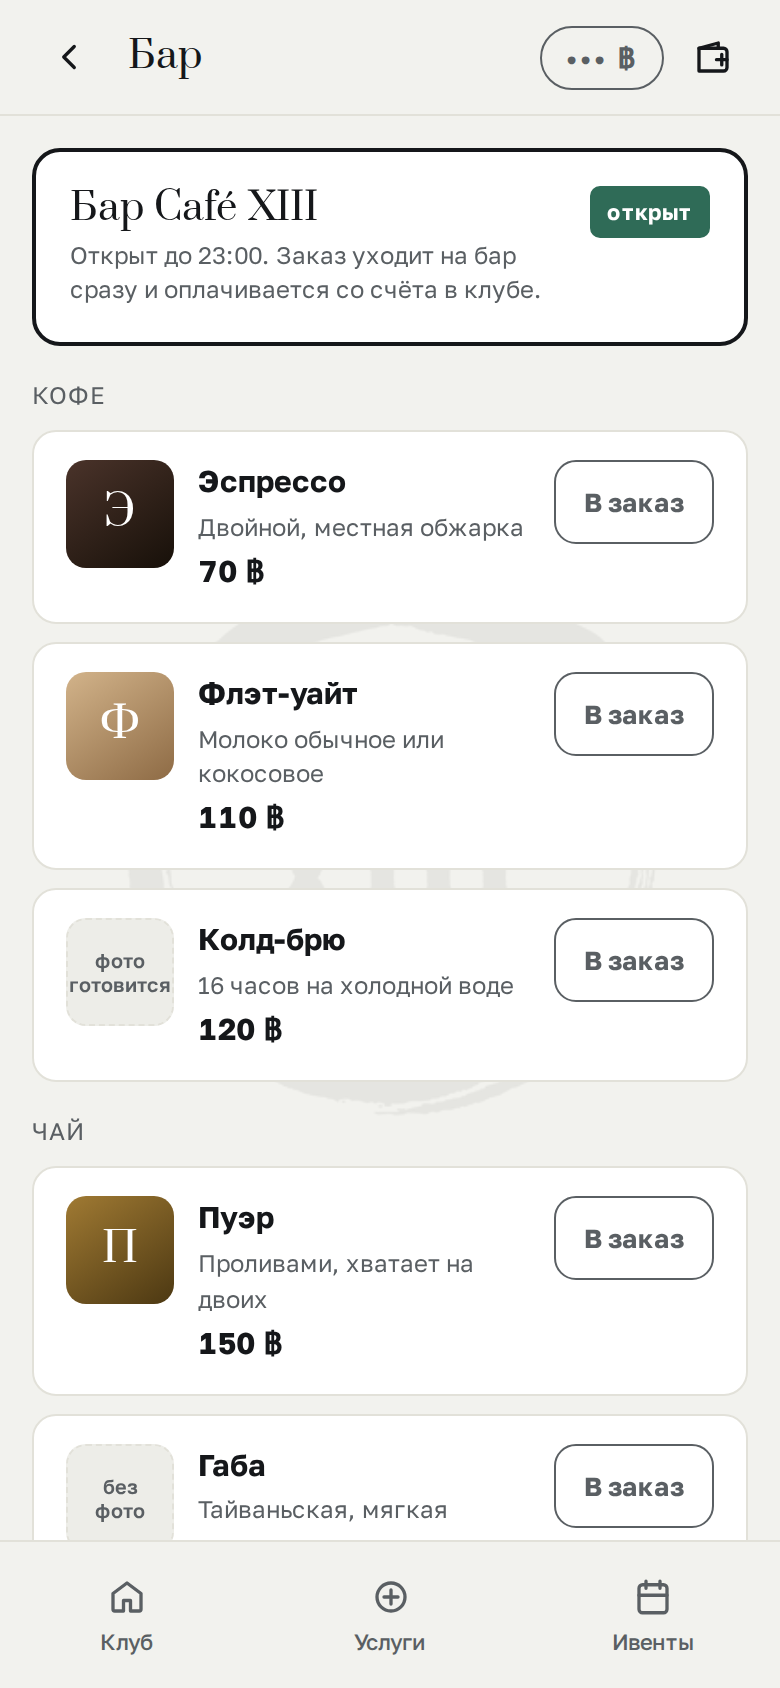 Бар
••• ฿
Бар Café XIII
открыт
Открыт до 23:00. Заказ уходит на бар
сразу и оплачивается со счёта в клубе.
КОФЕ
Э
Эспрессо
Двойной, местная обжарка
70 ฿
В заказ
Ф
Флэт-уайт
Молоко обычное или
кокосовое
110 ฿
В заказ
XIII
фото
готовится
Колд-брю
16 часов на холодной воде
120 ฿
В заказ
ЧАЙ
П
Пуэр
Проливами, хватает на
двоих
150 ฿
В заказ
без
фото
Габа
Тайваньская, мягкая
В заказ
Клуб
Услуги
Ивенты